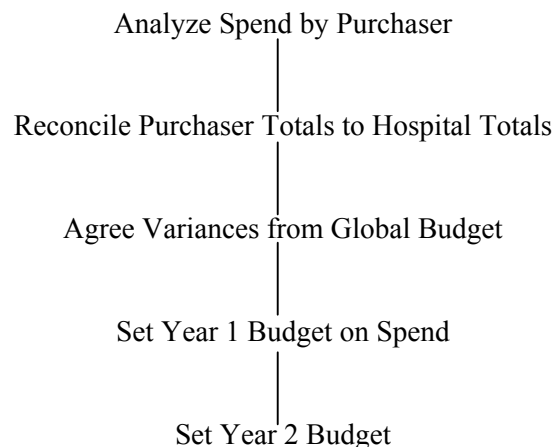 Analyze Spend by Purchaser
Reconcile Purchaser Totals to Hospital Totals
Agree Variances from Global Budget
Set Year 1 Budget on Spend
Set Year 2 Budget